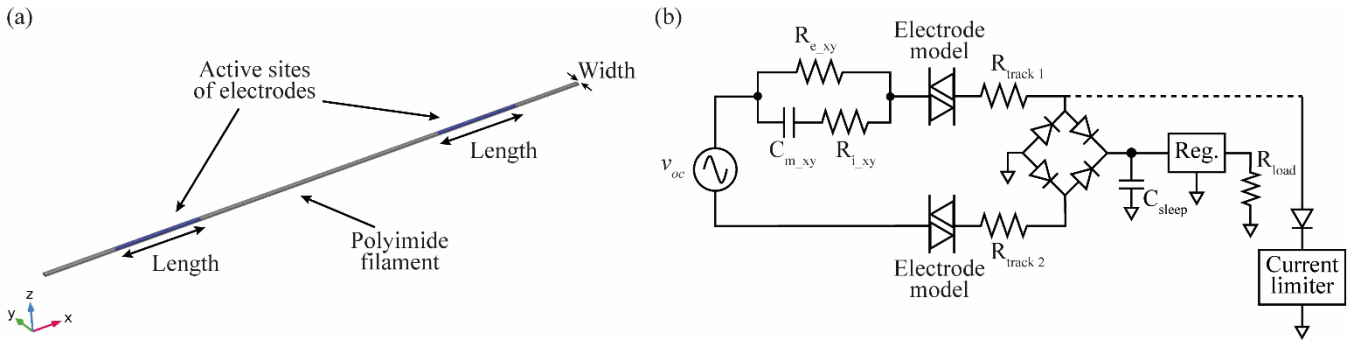 (a)
Active sites
of electrodes
Width
Length
Length
Polyimide
filament
z
y
x
(b)
Electrode
model
R_e_xy
R_track 1
C_m_xy
R_i_xy
v_oc
Reg.
R_load
C_sleep
R_track 2
Electrode
model
Current
limiter